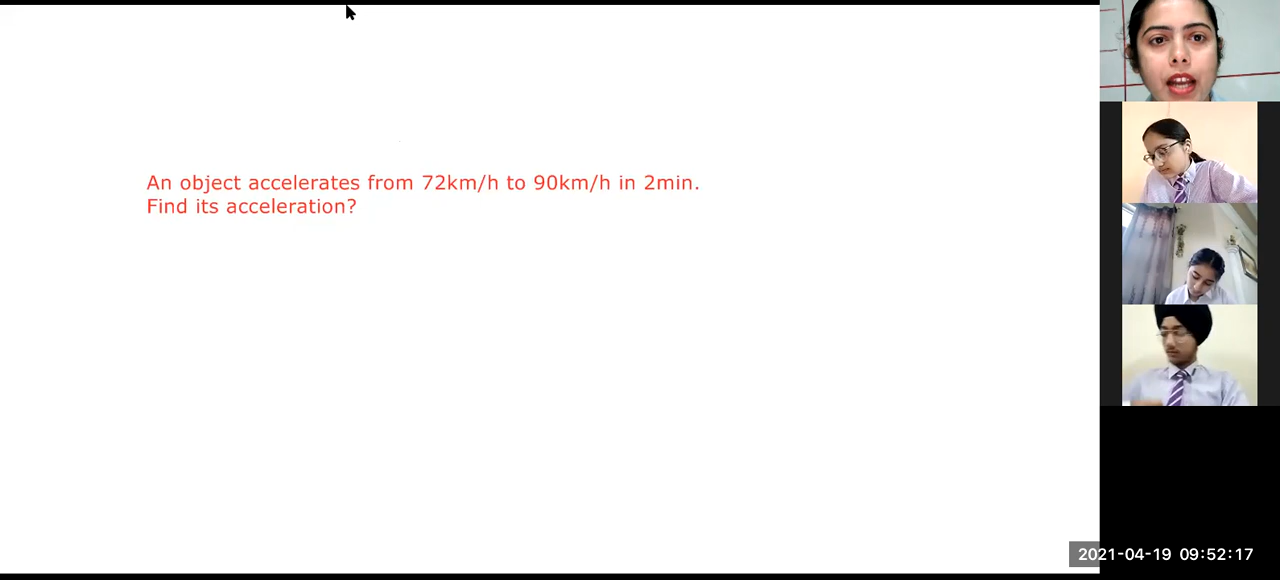 An object accelerates from 72km/h to 90km/h in 2min.
Find its acceleration?
2021-04-19 09:52:17